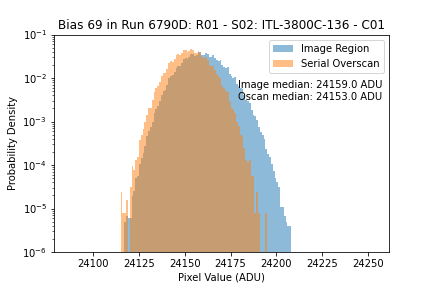 Bias 69 in Run 6790D: R01 - S02: ITL-3800C-136 - C01
Image Region
Serial Overscan
Image median: 24159.0 ADU
Oscan median: 24153.0 ADU
Probability Density
10⁻¹
10⁻²
10⁻³
10⁻⁴
10⁻⁵
10⁻⁶
24100 24125 24150 24175 24200 24225 24250
Pixel Value (ADU)